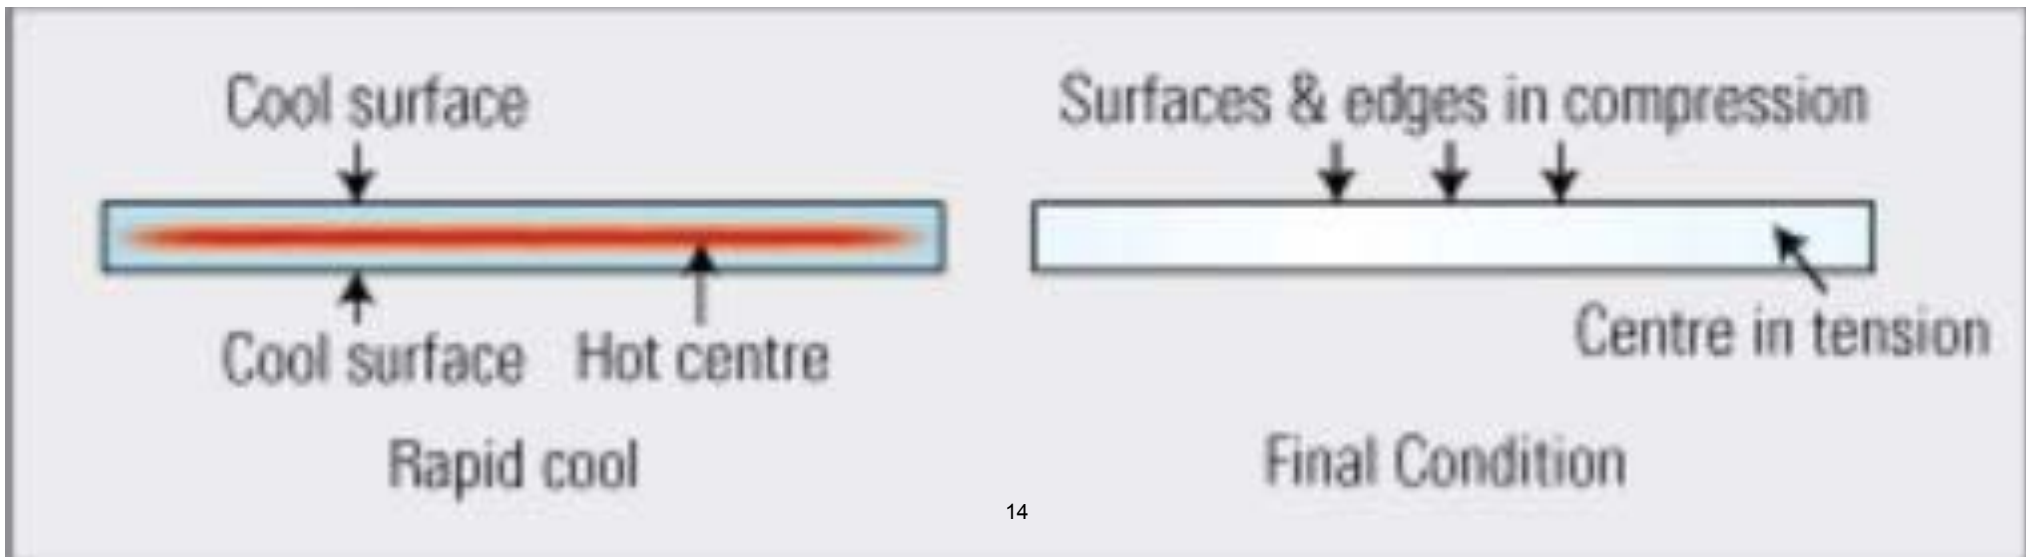 Cool surface
Surfaces & edges in compression
Cool surface
Hot centre
Centre in tension
Rapid cool
Final Condition
14